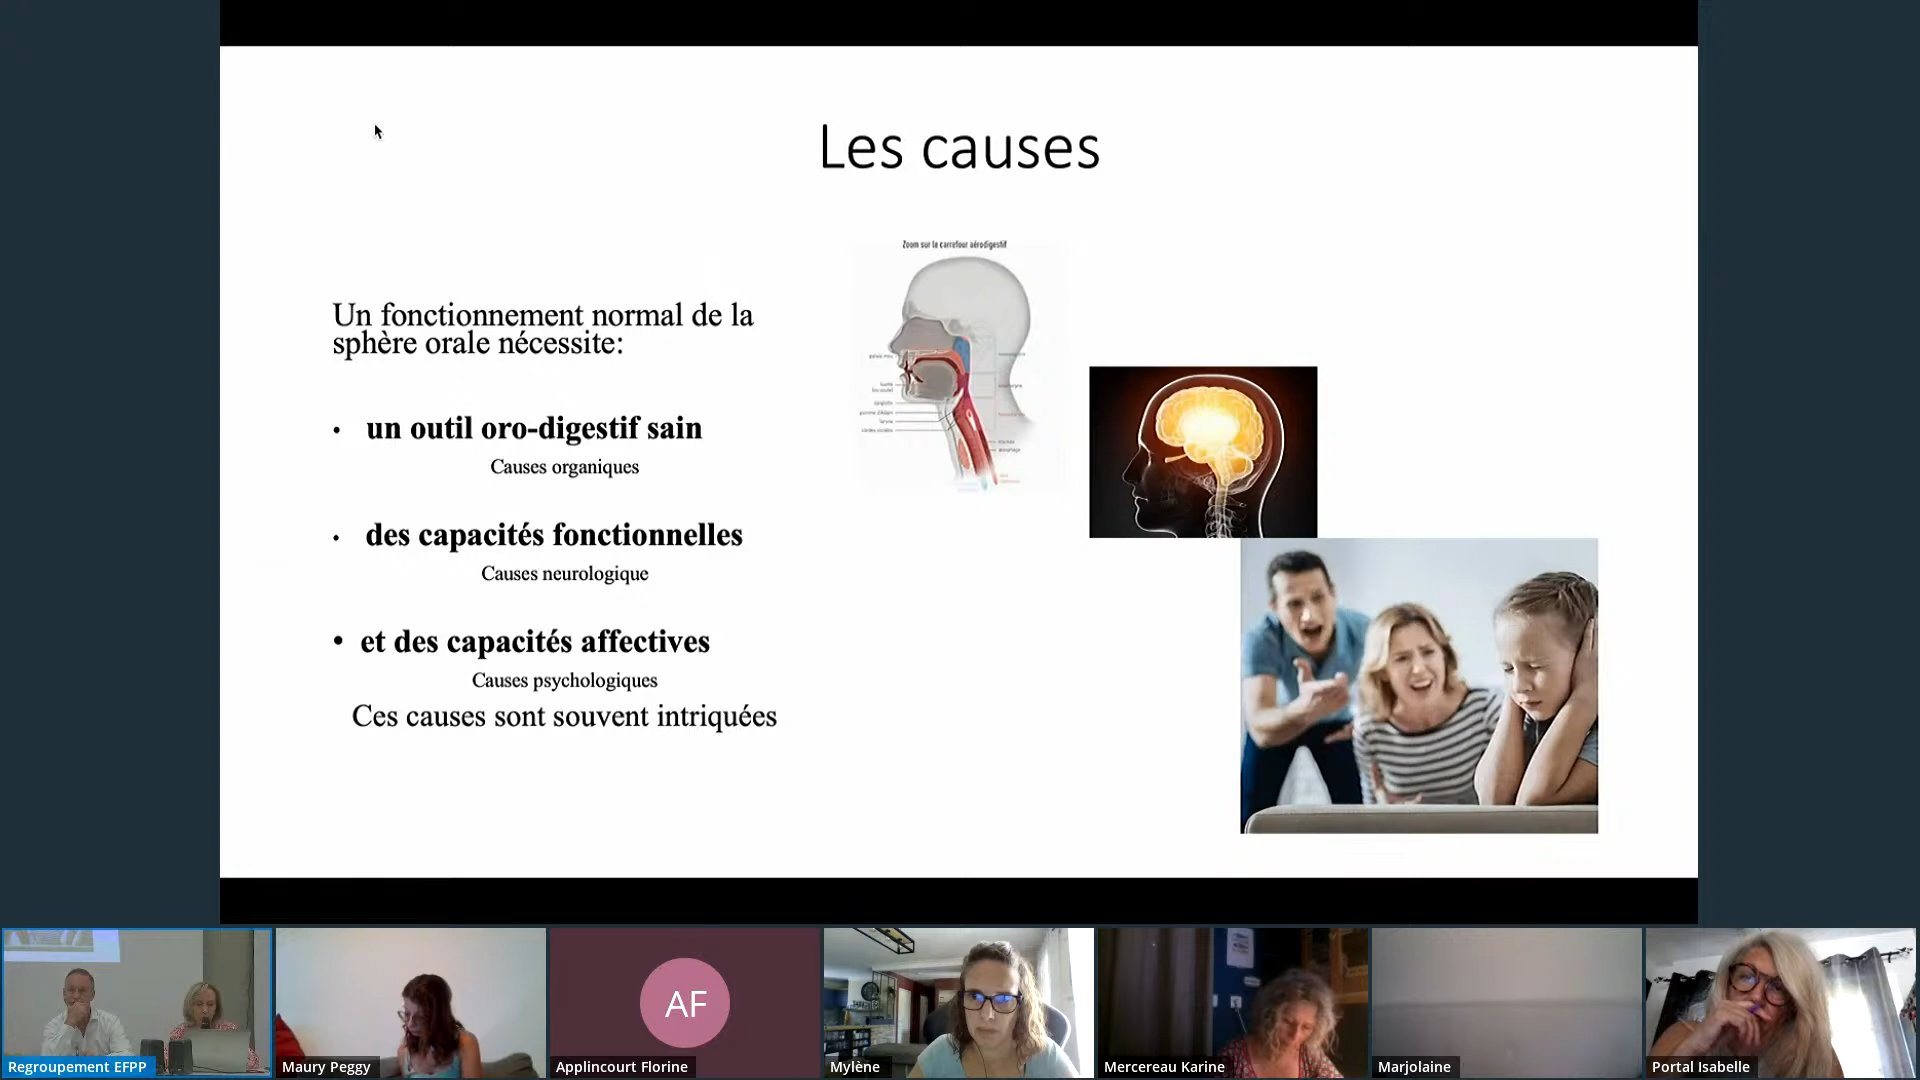 Les causes
Zoom sur le carrefour aérodigestif
Un fonctionnement normal de la
sphère orale nécessite:
• un outil oro-digestif sain
Causes organiques
• des capacités fonctionnelles
Causes neurologique
• et des capacités affectives
Causes psychologiques
Ces causes sont souvent intriquées
AF
Regroupement EFPP
Maury Peggy
Applincourt Florine
Mylène
Mercereau Karine
Marjolaine
Portal Isabelle